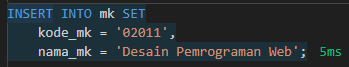 INSERT INTO mk SET
kode_mk = '02011',
nama_mk = 'Desain Pemrograman Web'; 5ms